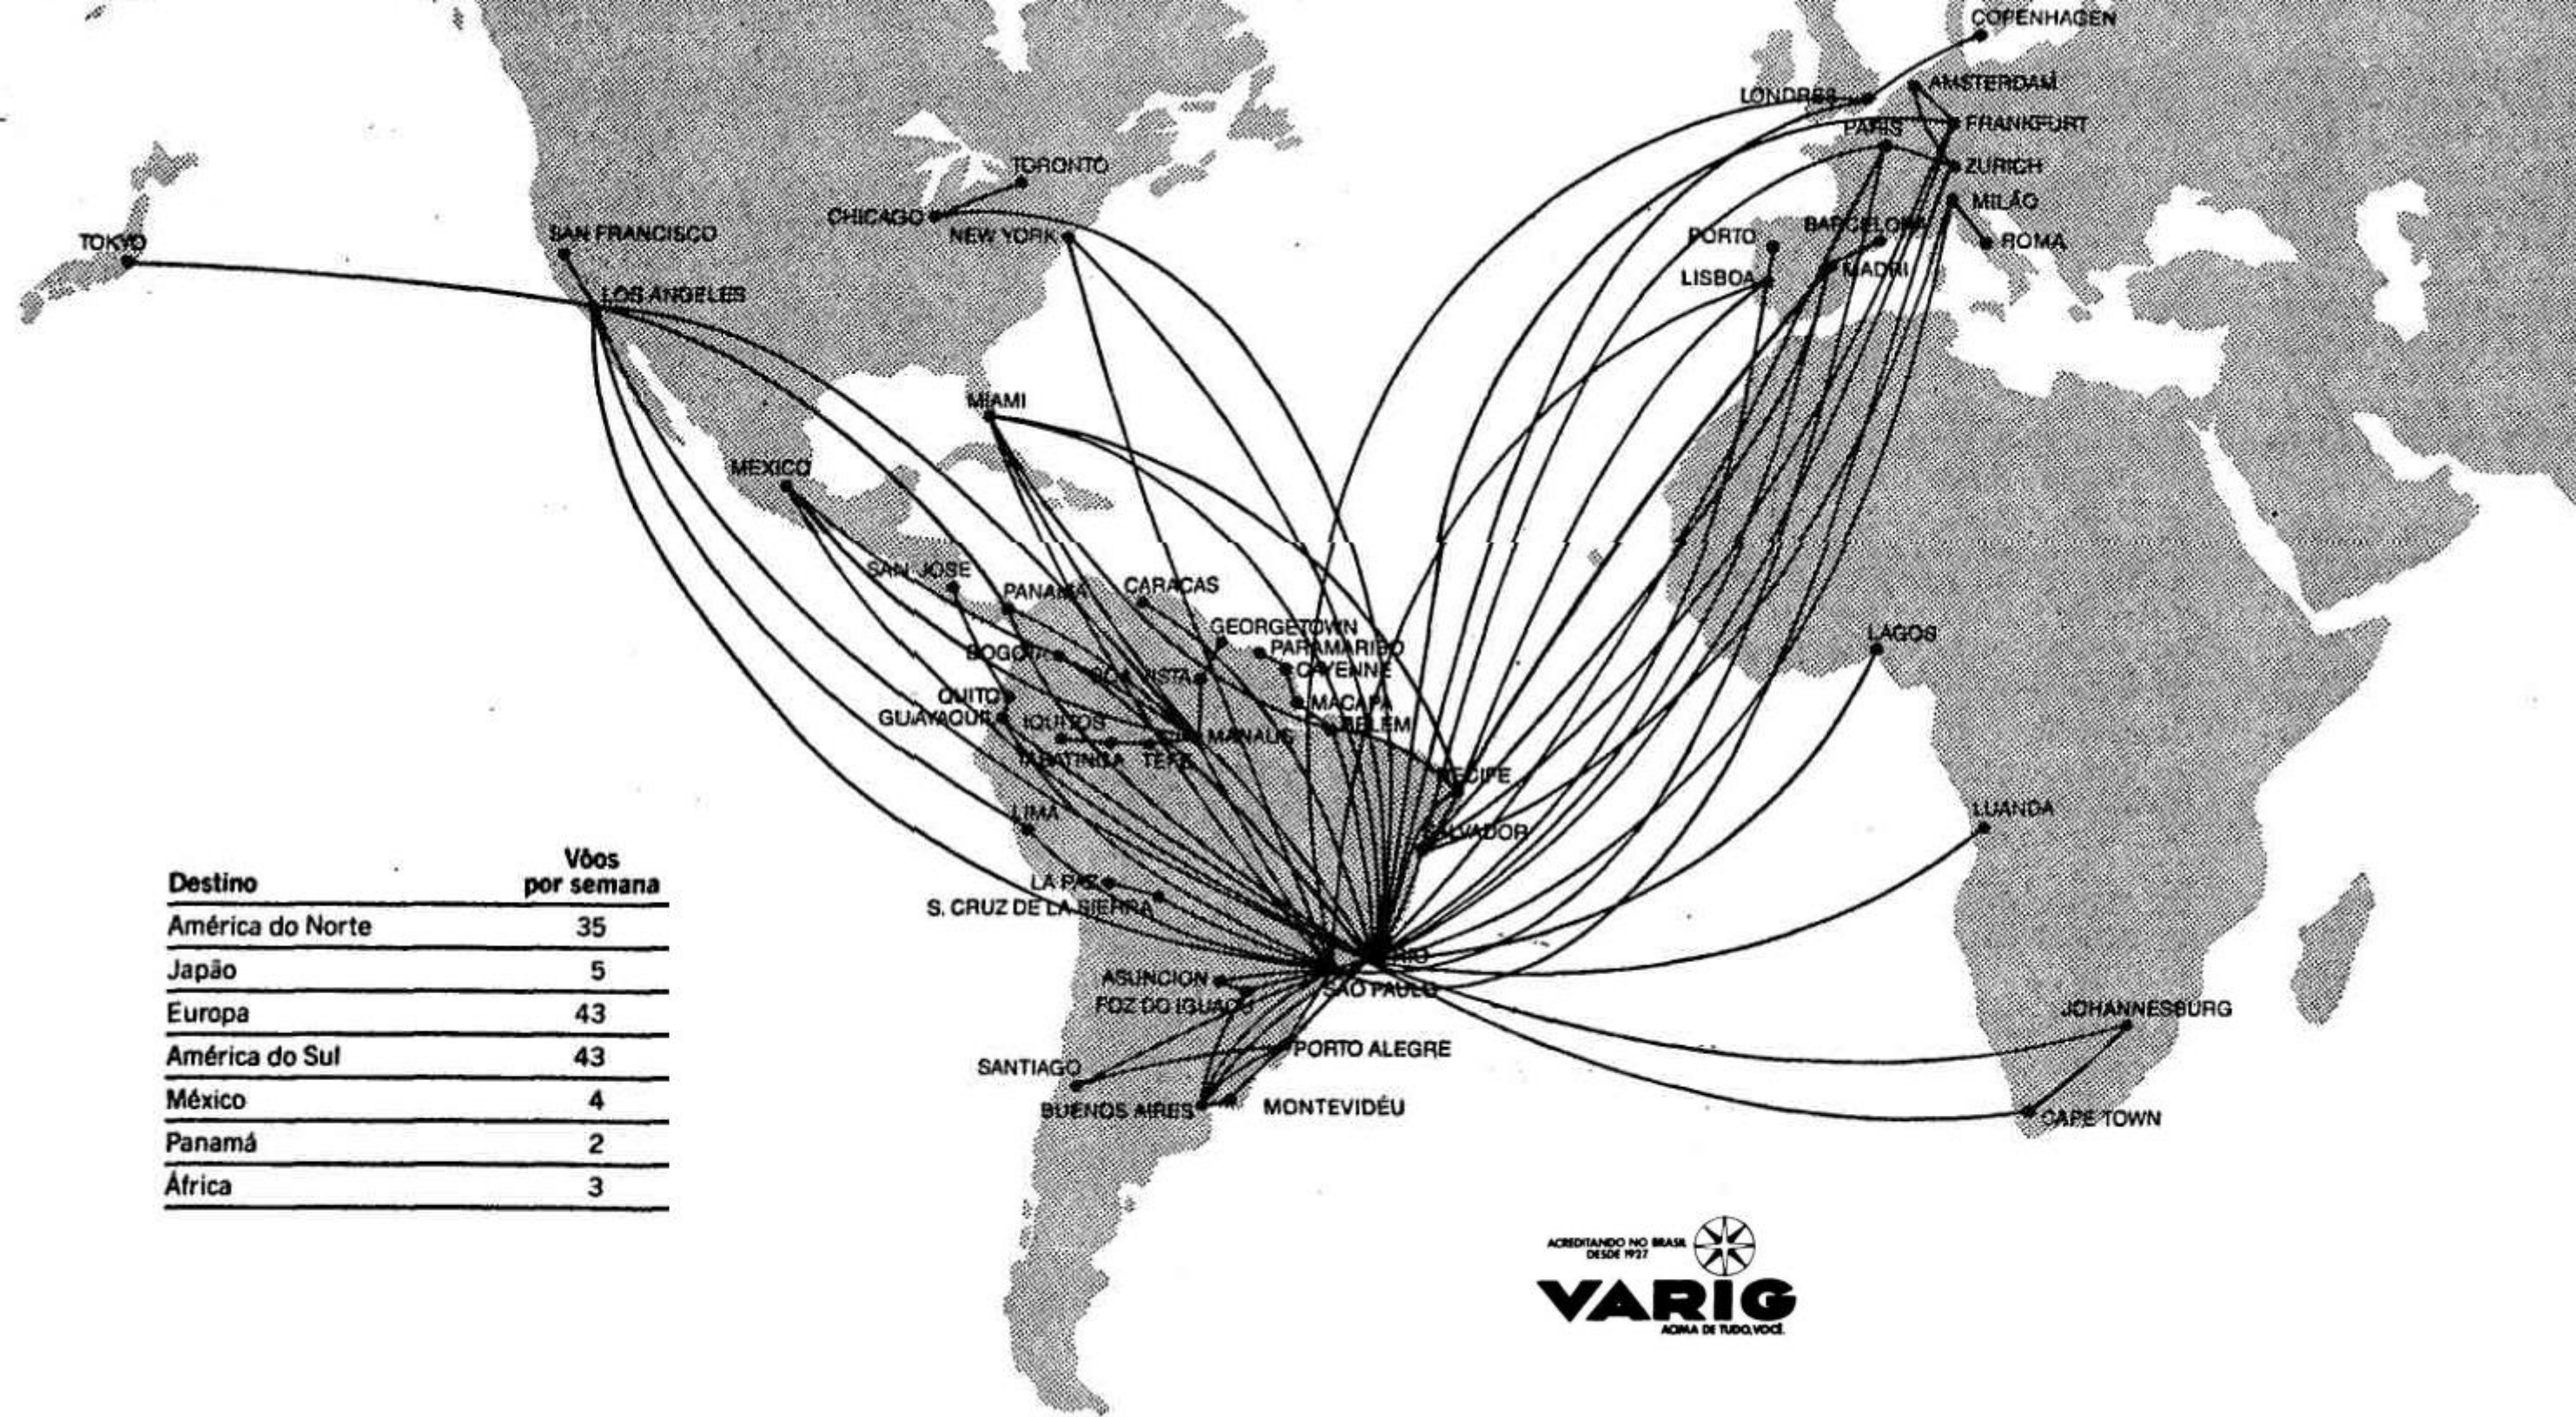 COPENHAGEN
AMSTERDAM
LONDRES
FRANKFURT
PARIS
ZURICH
MILÃO
BARCELONA
PORTO
ROMA
MADRI
LISBOA
TORONTO
CHICAGO
NEW YORK
SAN FRANCISCO
TOKYO
LOS ANGELES
MIAMI
MEXICO
SAN JOSE
PANAMÁ
CARACAS
GEORGETOWN
PARAMARIBO
BOGOTA
BOA VISTA
CAYENNE
QUITO
MACAPA
GUAYAQUIL
IQUITOS
BELEM
MANAUS
TABATINGA
TEFE
RECIFE
LIMA
SALVADOR
LAGOS
LUANDA
LA PAZ
S. CRUZ DE LA SIERRA
RIO
ASUNCION
SÃO PAULO
FOZ DO IGUAÇU
JOHANNESBURG
PORTO ALEGRE
SANTIAGO
BUENOS AIRES
MONTEVIDÉU
CAPE TOWN
Destino Vôos por semana
América do Norte 35
Japão 5
Europa 43
América do Sul 43
México 4
Panamá 2
África 3
ACREDITANDO NO BRASIL
DESDE 1927
VARIG
ACIMA DE TUDO, VOCÊ.